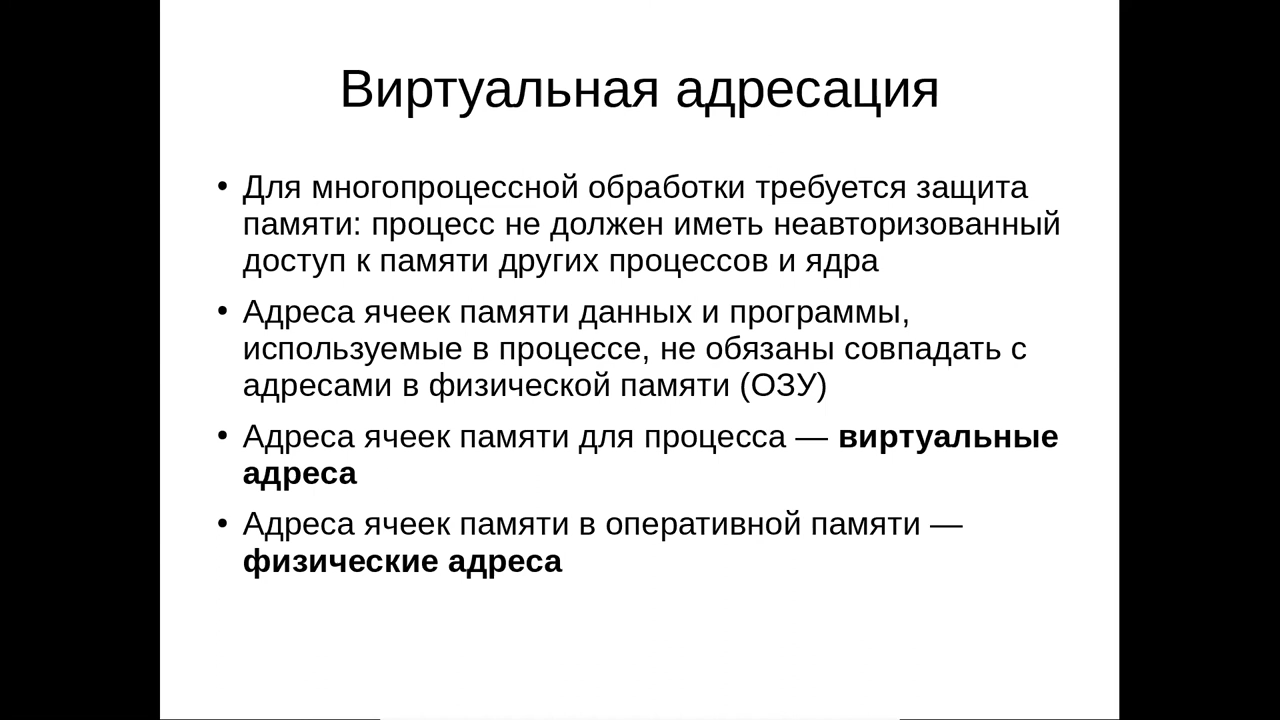 Виртуальная адресация
• Для многопроцессной обработки требуется защита
памяти: процесс не должен иметь неавторизованный
доступ к памяти других процессов и ядра
• Адреса ячеек памяти данных и программы,
используемые в процессе, не обязаны совпадать с
адресами в физической памяти (ОЗУ)
• Адреса ячеек памяти для процесса — виртуальные
адреса
• Адреса ячеек памяти в оперативной памяти —
физические адреса